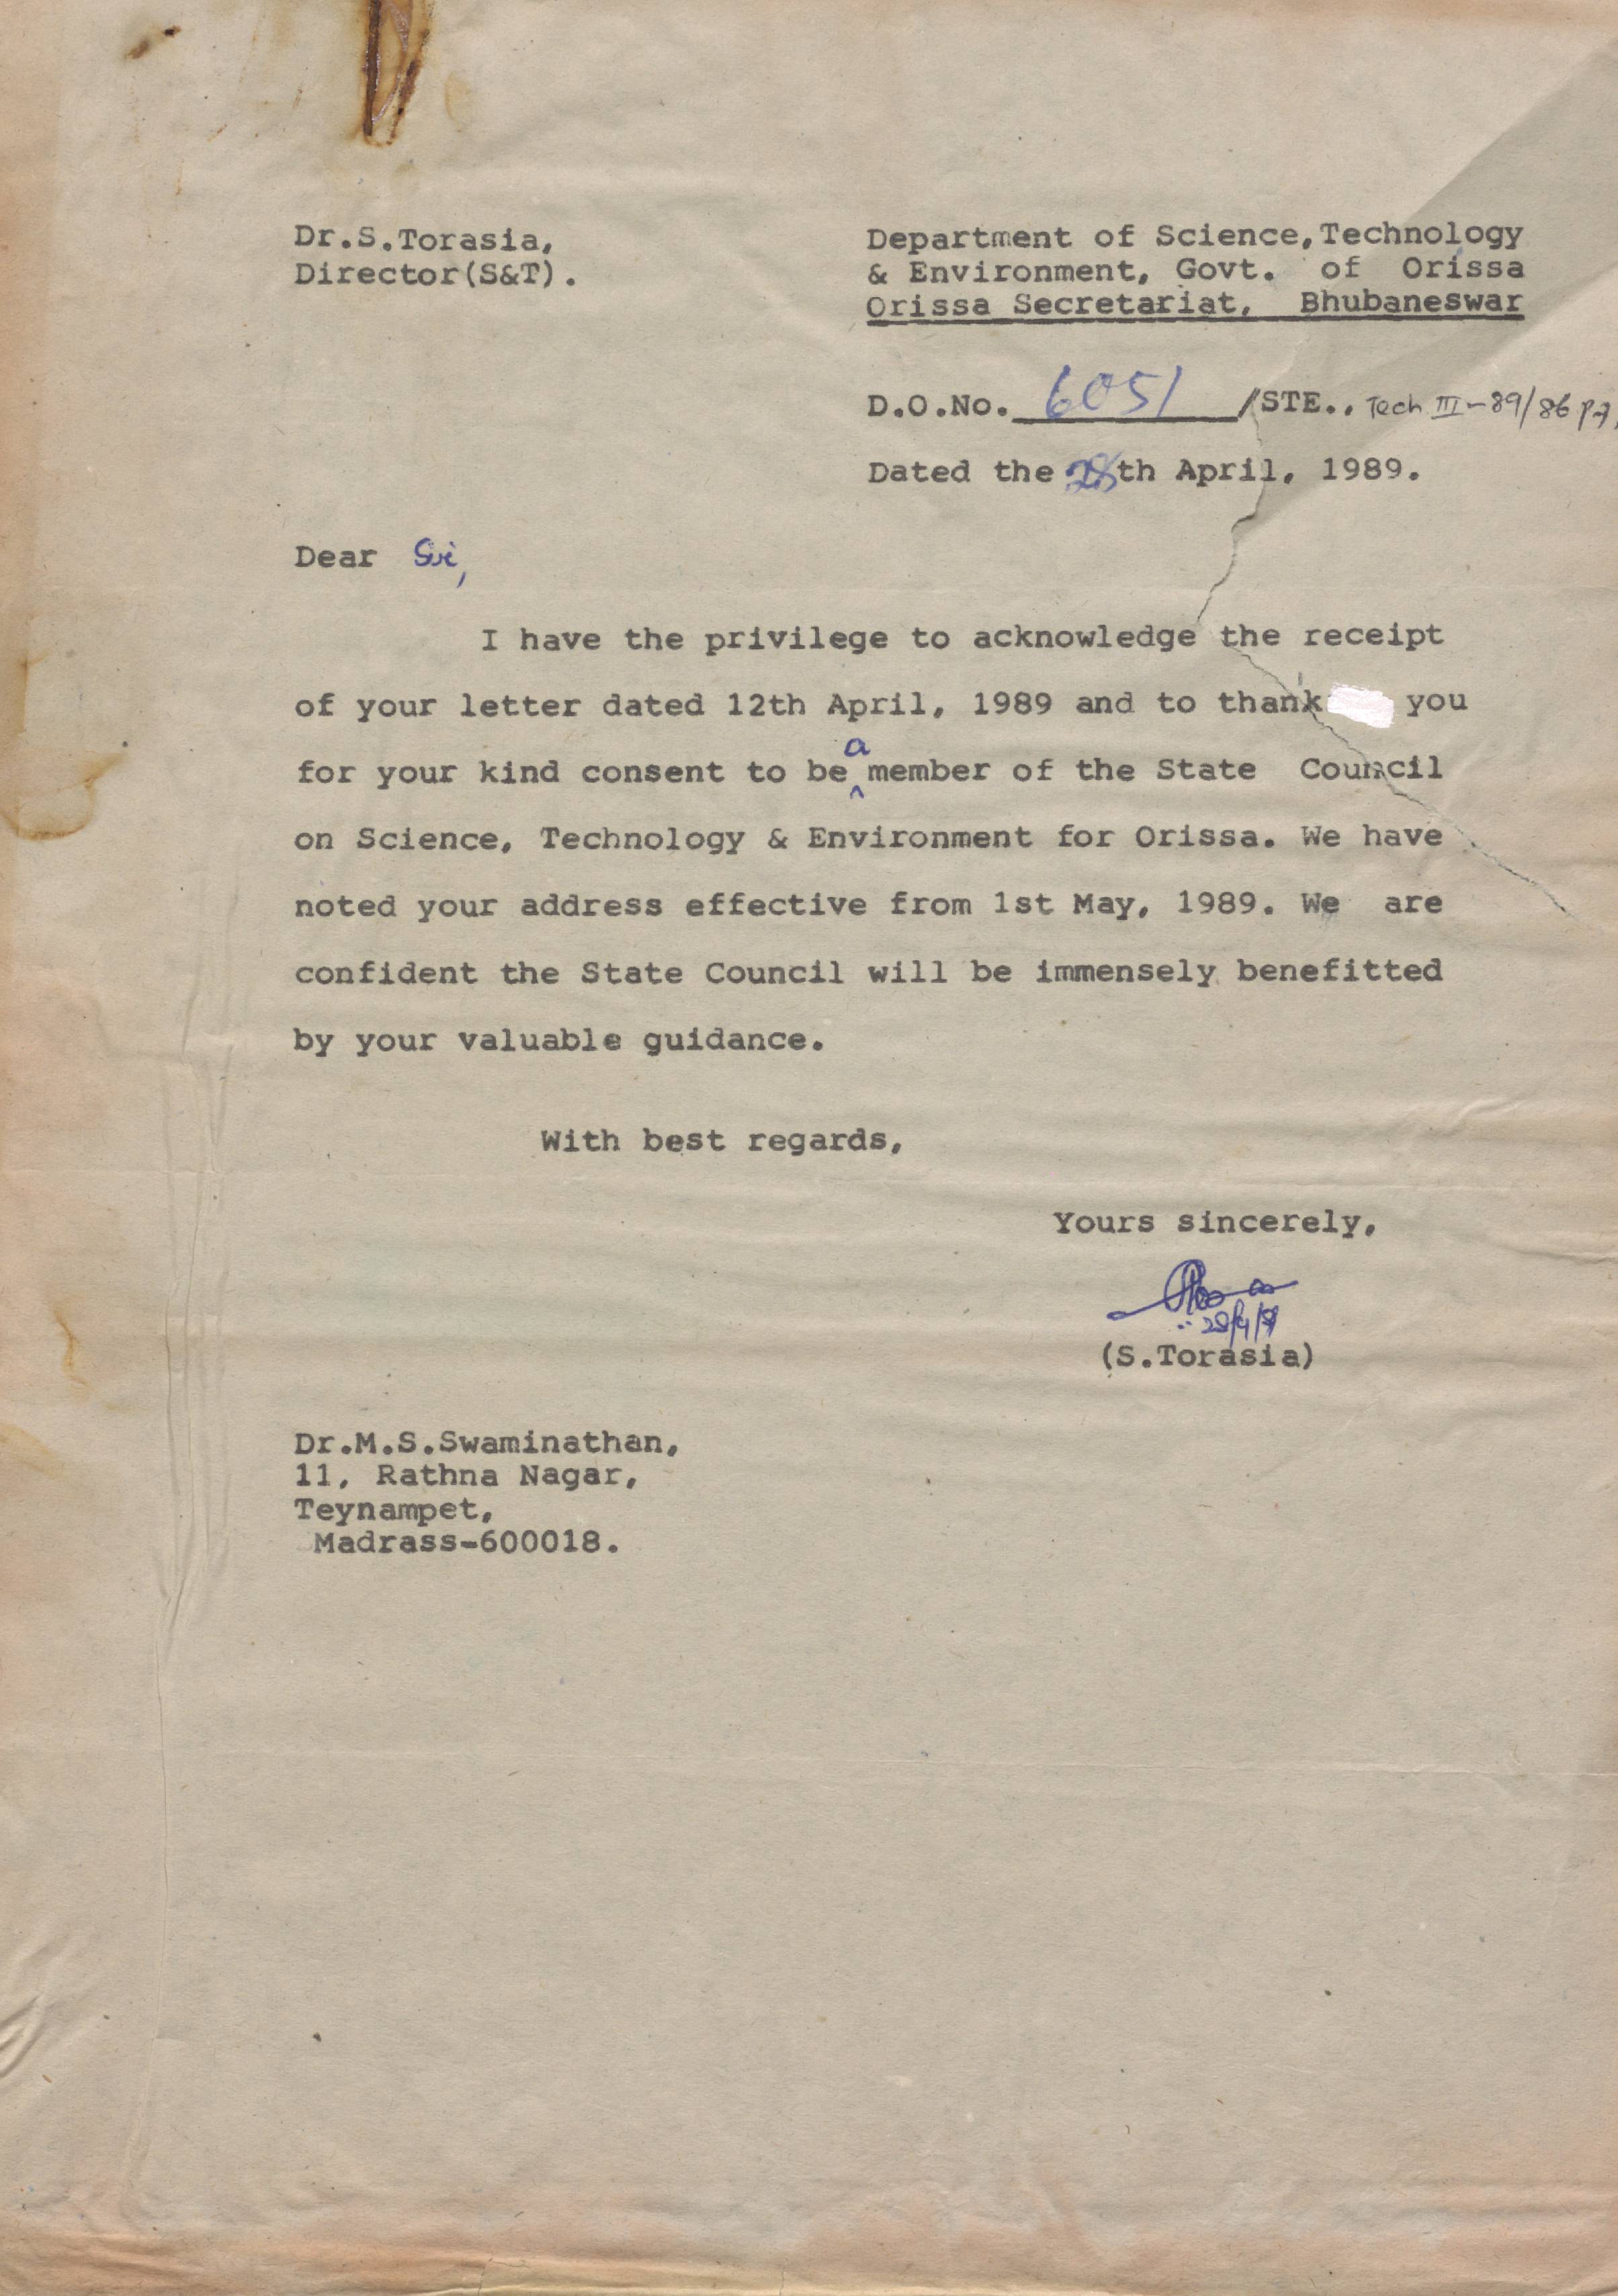 Dr.S.Torasia,
Director(S&T).
Department of Science,Technology
& Environment, Govt. of Orissa
Orissa Secretariat, Bhubaneswar
D.O.No. 6051 /STE., Tech III-89/86 Pt,
Dated the 28th April, 1989.
Dear Sir,
I have the privilege to acknowledge the receipt
of your letter dated 12th April, 1989 and to thank you
for your kind consent to be a member of the State Council
on Science, Technology & Environment for Orissa. We have
noted your address effective from 1st May, 1989. We are
confident the State Council will be immensely benefitted
by your valuable guidance.
With best regards,
Yours sincerely,
28/4/89
(S.Torasia)
Dr.M.S.Swaminathan,
11, Rathna Nagar,
Teynampet,
Madrass-600018.